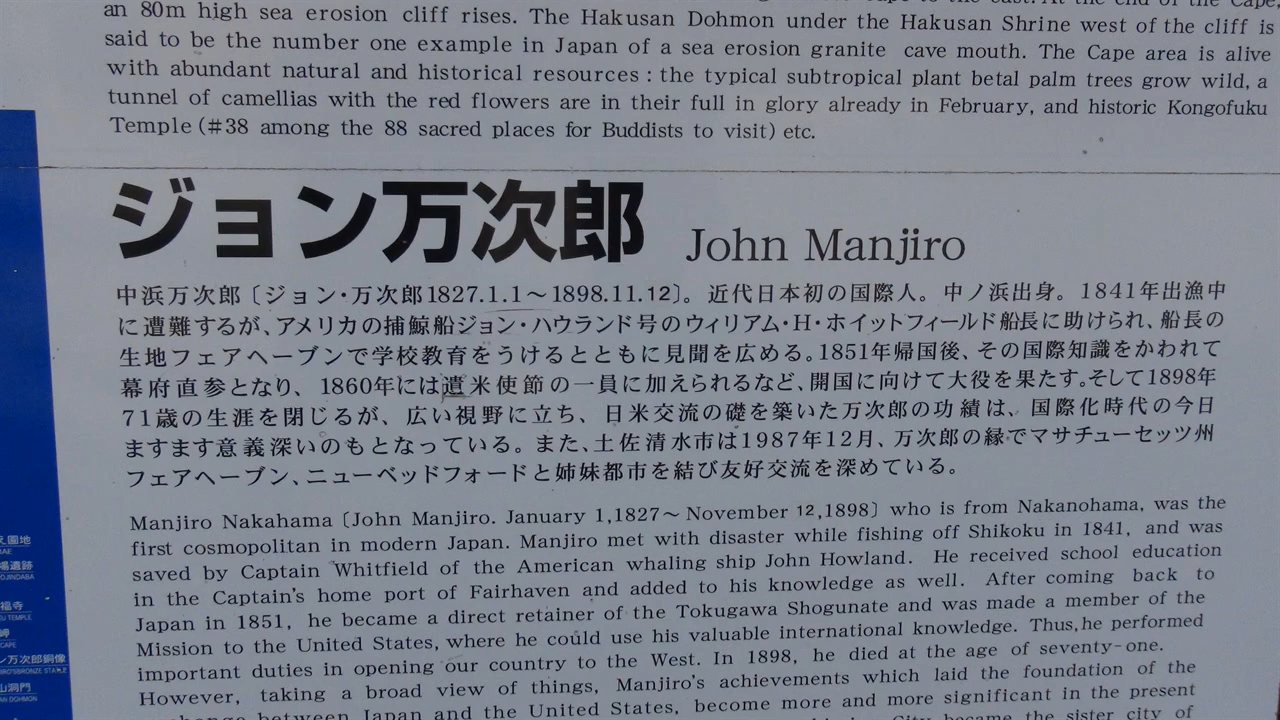 an 80m high sea erosion cliff rises. The Hakusan Dohmon under the Hakusan Shrine west of the cliff is
said to be the number one example in Japan of a sea erosion granite cave mouth. The Cape area is alive
with abundant natural and historical resources : the typical subtropical plant betal palm trees grow wild, a
tunnel of camellias with the red flowers are in their full in glory already in February, and historic Kongofuku
Temple (#38 among the 88 sacred places for Buddists to visit) etc.
ジョン万次郎 John Manjiro
中浜万次郎〔ジョン・万次郎1827.1.1〜1898.11.12〕。近代日本初の国際人。中ノ浜出身。1841年出漁中
に遭難するが、アメリカの捕鯨船ジョン・ハウランド号のウィリアム・H・ホイットフィールド船長に助けられ、船長の
生地フェアヘーブンで学校教育をうけるとともに見聞を広める。1851年帰国後、その国際知識をかわれて
幕府直参となり、1860年には遣米使節の一員に加えられるなど、開国に向けて大役を果たす。そして1898年
71歳の生涯を閉じるが、広い視野に立ち、日米交流の礎を築いた万次郎の功績は、国際化時代の今日
ますます意義深いのもとなっている。また、土佐清水市は1987年12月、万次郎の縁でマサチューセッツ州
フェアヘーブン、ニューベッドフォードと姉妹都市を結び友好交流を深めている。
Manjiro Nakahama〔John Manjiro. January 1,1827〜November 12,1898〕who is from Nakanohama, was the
first cosmopolitan in modern Japan. Manjiro met with disaster while fishing off Shikoku in 1841, and was
saved by Captain Whitfield of the American whaling ship John Howland. He received school education
in the Captain's home port of Fairhaven and added to his knowledge as well. After coming back to
Japan in 1851, he became a direct retainer of the Tokugawa Shogunate and was made a member of the
Mission to the United States, where he could use his valuable international knowledge. Thus, he performed
important duties in opening our country to the West. In 1898, he died at the age of seventy-one.
However, taking a broad view of things, Manjiro's achievements which laid the foundation of the
between Japan and the United States, become more and more significant in the present
City became the sister city of
え園地
遺跡
福寺
TEMPLE
岬
CAPE
ン万次郎銅像
山洞門